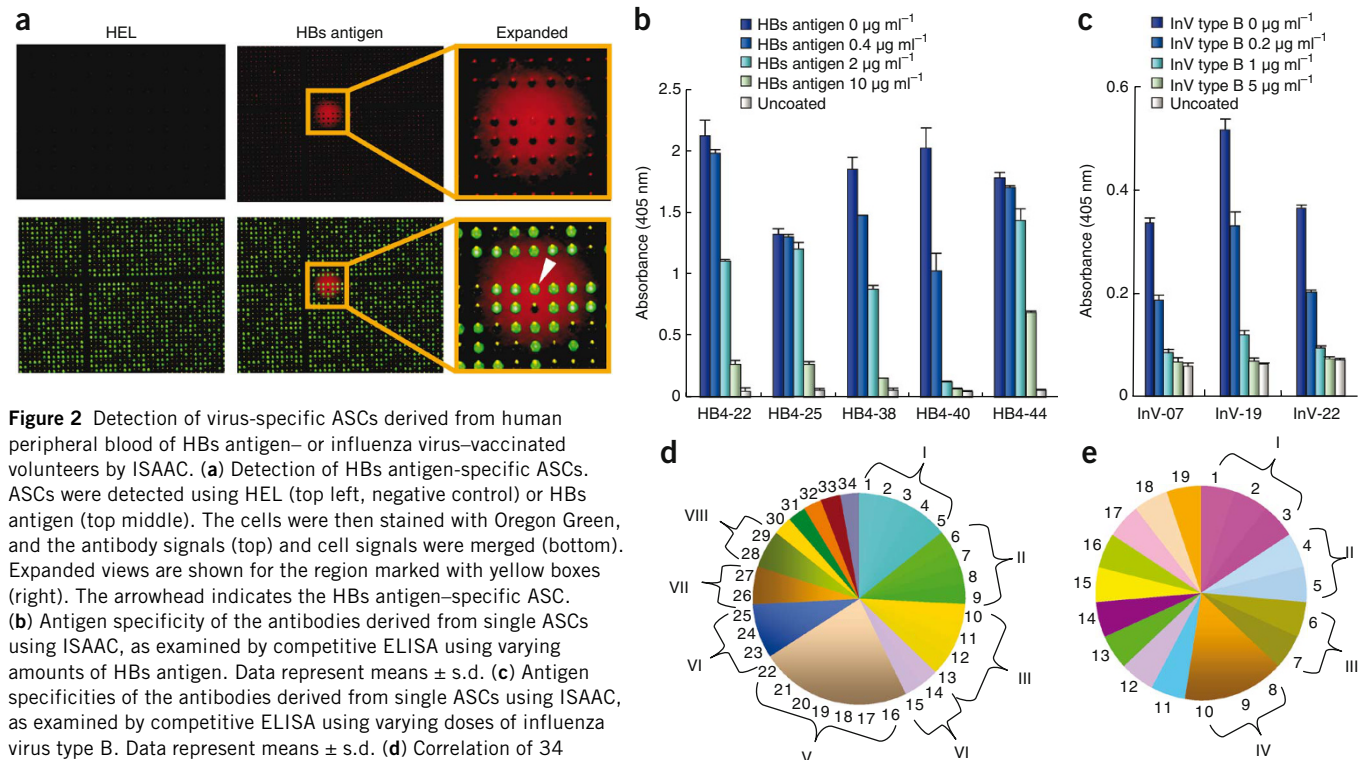 a
HEL
HBs antigen
Expanded
Figure 2 Detection of virus-specific ASCs derived from human
peripheral blood of HBs antigen– or influenza virus–vaccinated
volunteers by ISAAC. (a) Detection of HBs antigen-specific ASCs.
ASCs were detected using HEL (top left, negative control) or HBs
antigen (top middle). The cells were then stained with Oregon Green,
and the antibody signals (top) and cell signals were merged (bottom).
Expanded views are shown for the region marked with yellow boxes
(right). The arrowhead indicates the HBs antigen–specific ASC.
(b) Antigen specificity of the antibodies derived from single ASCs
using ISAAC, as examined by competitive ELISA using varying
amounts of HBs antigen. Data represent means ± s.d. (c) Antigen
specificities of the antibodies derived from single ASCs using ISAAC,
as examined by competitive ELISA using varying doses of influenza
virus type B. Data represent means ± s.d. (d) Correlation of 34
b
HBs antigen 0 µg ml⁻¹
HBs antigen 0.4 µg ml⁻¹
HBs antigen 2 µg ml⁻¹
HBs antigen 10 µg ml⁻¹
Uncoated
Absorbance (405 nm)
2.5
2
1.5
1
0.5
0
HB4-22 HB4-25 HB4-38 HB4-40 HB4-44
c
InV type B 0 µg ml⁻¹
InV type B 0.2 µg ml⁻¹
InV type B 1 µg ml⁻¹
InV type B 5 µg ml⁻¹
Uncoated
Absorbance (405 nm)
0.6
0.4
0.2
0
InV-07 InV-19 InV-22
d
I
II
III
VI
V
VI
VII
VIII
1
2
3
4
5
6
7
8
9
10
11
12
13
14
15
16
17
18
19
20
21
22
23
24
25
26
27
28
29
30
31
32
33
34
e
I
II
III
IV
1
2
3
4
5
6
7
8
9
10
11
12
13
14
15
16
17
18
19